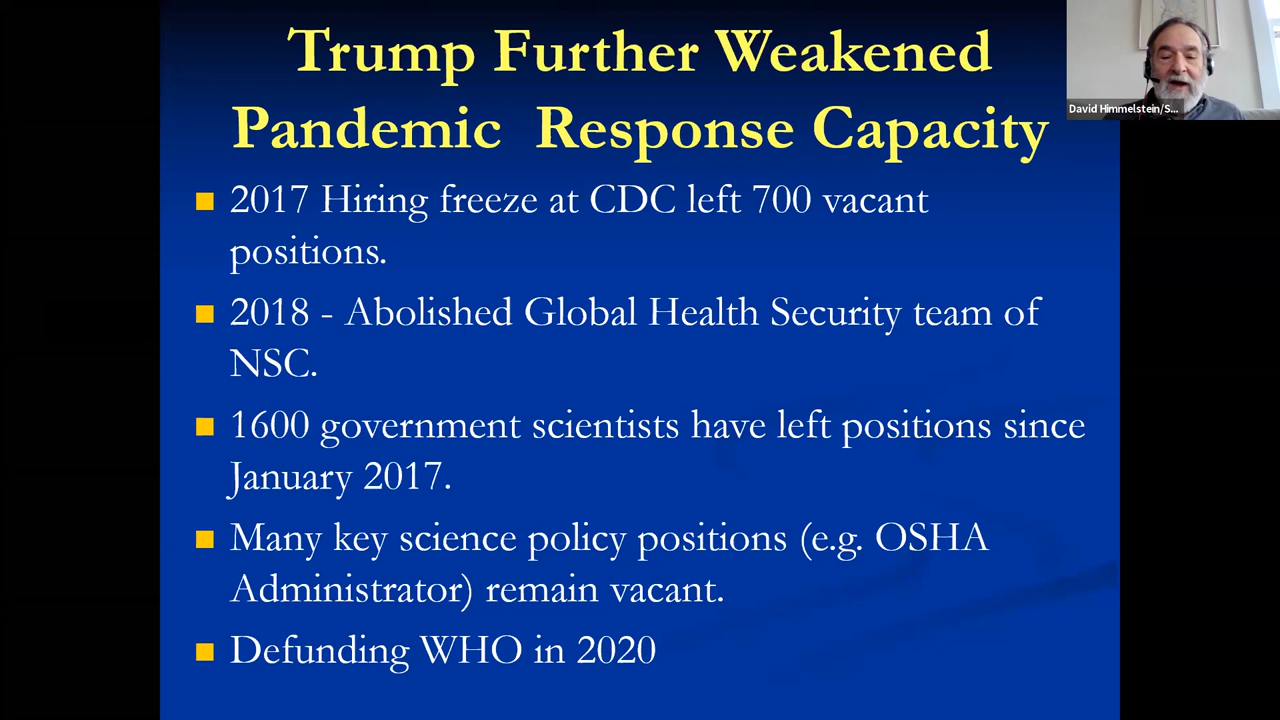 Trump Further Weakened
Pandemic Response Capacity
David Himmelstein/S...
2017 Hiring freeze at CDC left 700 vacant
positions.
2018 - Abolished Global Health Security team of
NSC.
1600 government scientists have left positions since
January 2017.
Many key science policy positions (e.g. OSHA
Administrator) remain vacant.
Defunding WHO in 2020